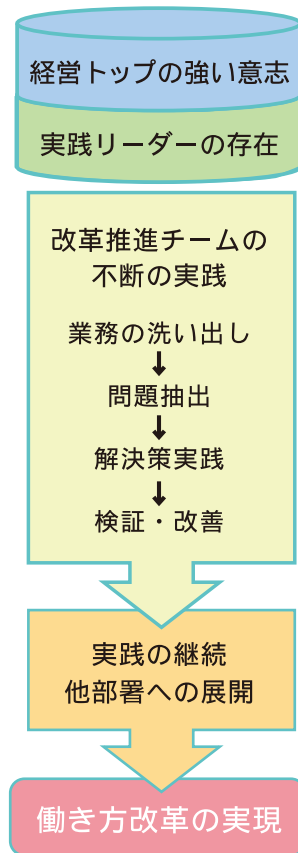 経営トップの強い意志
実践リーダーの存在
改革推進チームの
不断の実践
業務の洗い出し
問題抽出
解決策実践
検証・改善
実践の継続
他部署への展開
働き方改革の実現